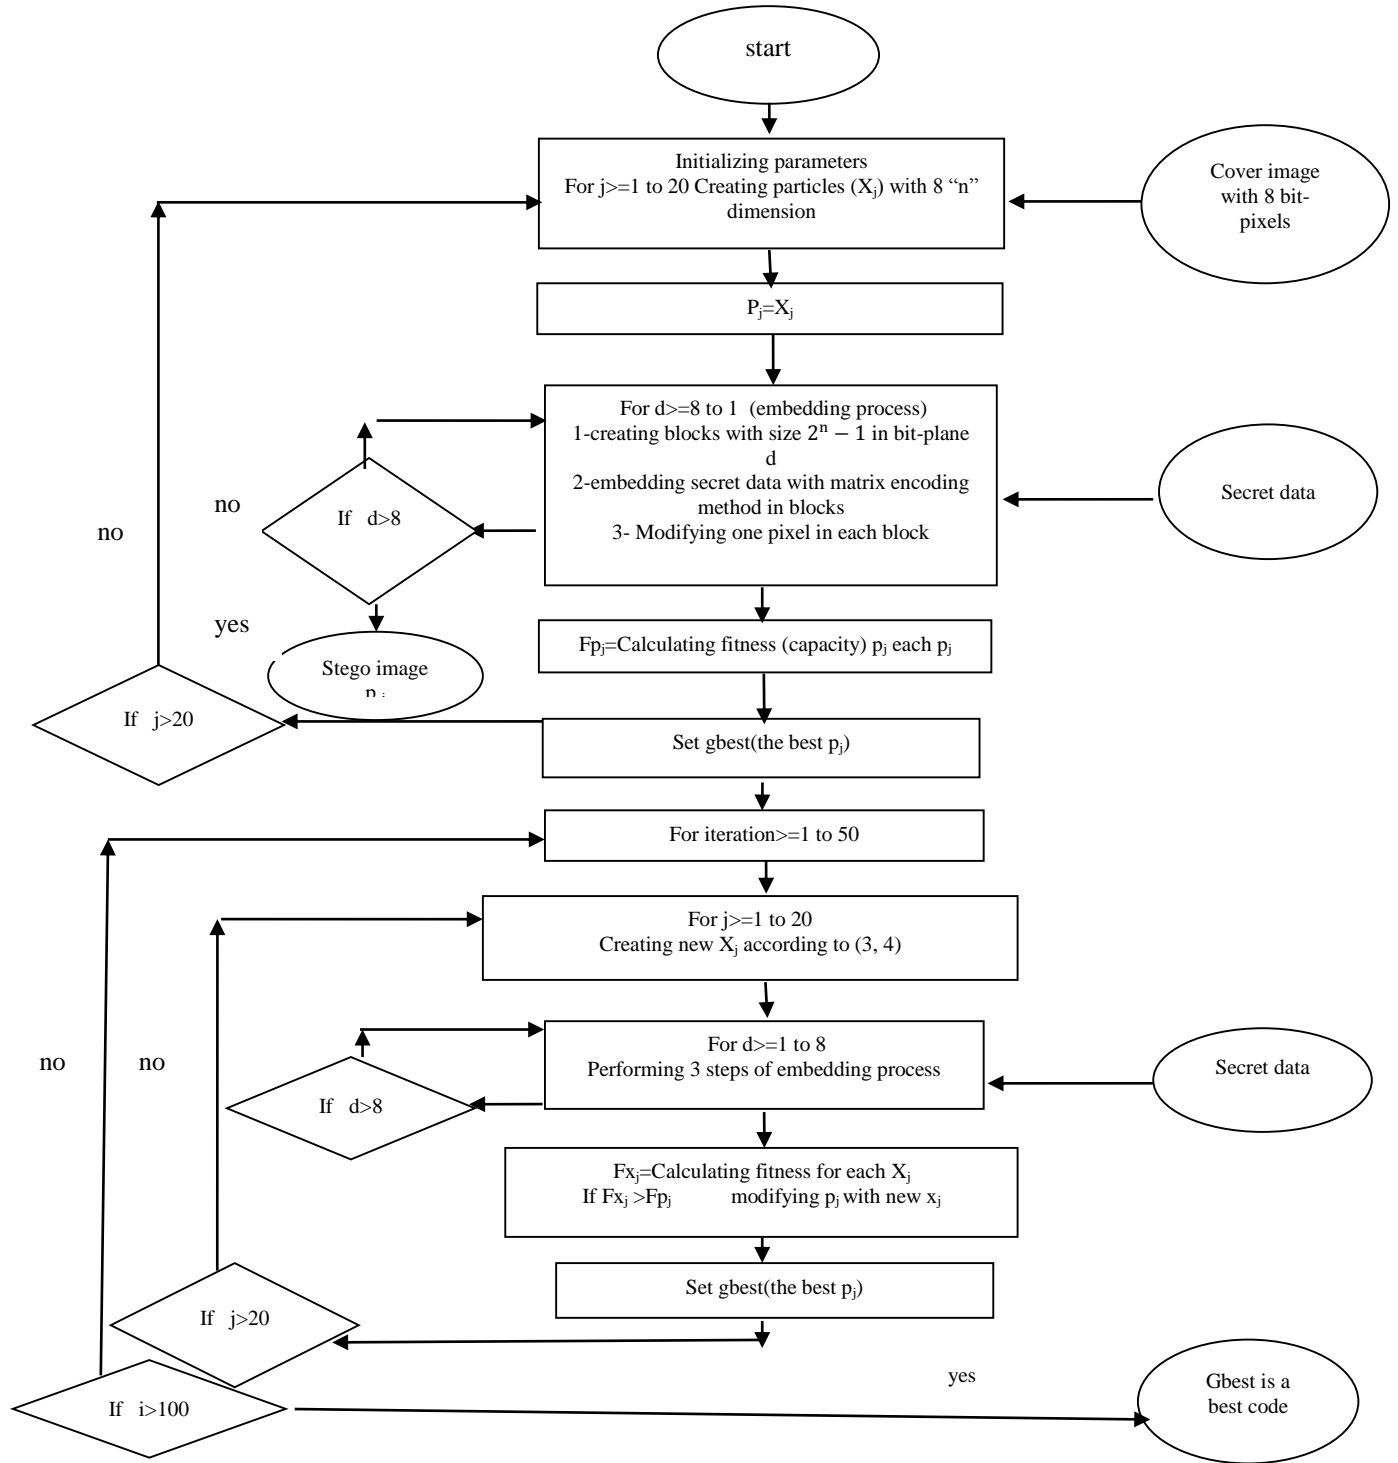 start
Initializing parameters
For j>=1 to 20 Creating particles (Xj) with 8 “n”
dimension
Cover image
with 8 bit-
pixels
Pj=Xj
For d>=8 to 1 (embedding process)
1-creating blocks with size 2ⁿ − 1 in bit-plane
d
2-embedding secret data with matrix encoding
method in blocks
3- Modifying one pixel in each block
Secret data
If d>8
no
no
yes
Fpj=Calculating fitness (capacity) pj each pj
Stego image
If j>20
Set gbest(the best pj)
For iteration>=1 to 50
For j>=1 to 20
Creating new Xj according to (3, 4)
no
no
For d>=1 to 8
Performing 3 steps of embedding process
Secret data
If d>8
Fxj=Calculating fitness for each Xj
If Fxj >Fpj modifying pj with new xj
Set gbest(the best pj)
If j>20
If i>100
yes
Gbest is a
best code